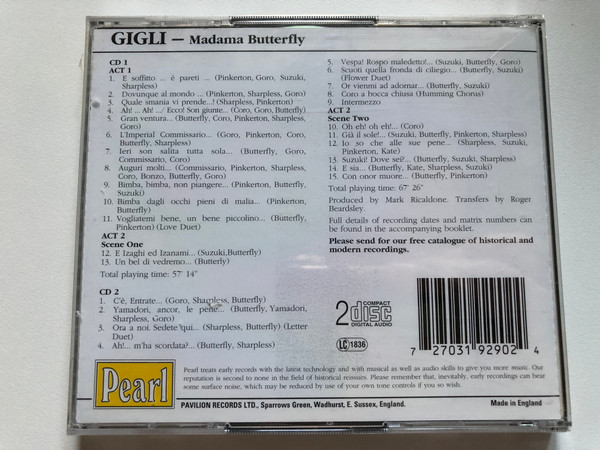 GIGLI — Madama Butterfly
CD 1
ACT 1
1. E soffitto ... è pareti ... (Pinkerton, Goro, Suzuki,
Sharpless)
2. Dovunque al mondo ... (Pinkerton, Sharpless, Goro)
3. Quale smania vi prende...! (Sharpless, Pinkerton)
4. Ah! ... Ah! .../ Ecco! Son giunte... (Coro, Goro, Butterfly)
5. Gran ventura... (Butterfly, Coro, Pinkerton, Sharpless,
Goro)
6. L'Imperial Commissario... (Goro, Pinkerton, Coro,
Butterfly, Sharpless)
7. Ieri son salita tutta sola... (Butterfly, Goro,
Commissario, Coro)
8. Auguri molti... (Commissario, Pinkerton, Sharpless,
Coro, Bonzo, Butterfly, Goro)
9. Bimba, bimba, non piangere... (Pinkerton, Butterfly,
Suzuki)
10. Bimba dagli occhi pieni di malia... (Pinkerton,
Butterfly)
11. Vogliatemi bene, un bene piccolino... (Butterfly,
Pinkerton) (Love Duet)
ACT 2
Scene One
12. E Izaghi ed Izanami... (Suzuki,Butterfly)
13. Un bel di vedremo... (Butterly)
Total playing time: 57' 14"
CD 2
1. C'è, Entrate... (Goro, Sharpless, Butterfly)
2. Yamadori, ancor, le pene... (Butterfly, Yamadori,
Sharpless, Goro)
3. Ora a noi. Sedete qui... (Sharpless, Butterfly) (Letter
Duet)
4. Ah!... m'ha scordata?... (Butterfly, Sharpless)
5. Vespa! Rospo maledetto!... (Suzuki, Butterfly, Goro)
6. Scuoti quella fronda di ciliegio... (Butterfly, Suzuki)
(Flower Duet)
7. Or vienmi ad adornar... (Butterfly, Suzuki)
8. Coro a bocca chiusa (Humming Chorus)
9. Intermezzo
ACT 2
Scene Two
10. Oh eh! oh eh!... (Coro)
11. Già il sole!... (Suzuki, Butterfly, Pinkerton, Sharpless)
12. Io so che alle sue pene... (Sharpless, Suzuki,
Pinkerton, Kate)
13. Suzuki! Dove sei?... (Butterfly, Suzuki, Sharpless)
14. E sia... (Butterfly, Kate, Sharpless, Suzuki)
15. Con onor muore... (Butterfly, Pinkerton)
Total playing time: 67' 26"
Produced by Mark Ricaldone. Transfers by Roger
Beardsley.
Full details of recording dates and matrix numbers can
be found in the accompanying booklet.
Please send for our free catalogue of historical and
modern recordings.
2 COMPACT
disc
DIGITAL AUDIO
LC 1836
7 27031 92902 4
Pearl
Pearl treats early records with the latest technology and with musical as well as audio skills to give you more music. Our
reputation is second to none in the field of historical reissues. Please remember that, inevitably, early recordings can bear
some surface noise, which may be reduced by use of your own tone controls if you so wish.
PAVILION RECORDS LTD., Sparrows Green, Wadhurst, E. Sussex, England.
Made in England